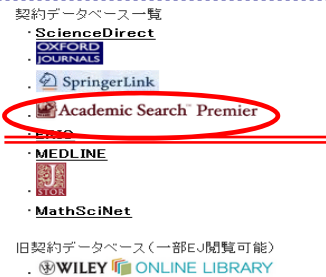 契約データベース一覧
・ScienceDirect
・OXFORD JOURNALS
・SpringerLink
・Academic Search™ Premier
・ERIC
・MEDLINE
・JSTOR
・MathSciNet
旧契約データベース(一部EJ閲覧可能)
・WILEY ONLINE LIBRARY